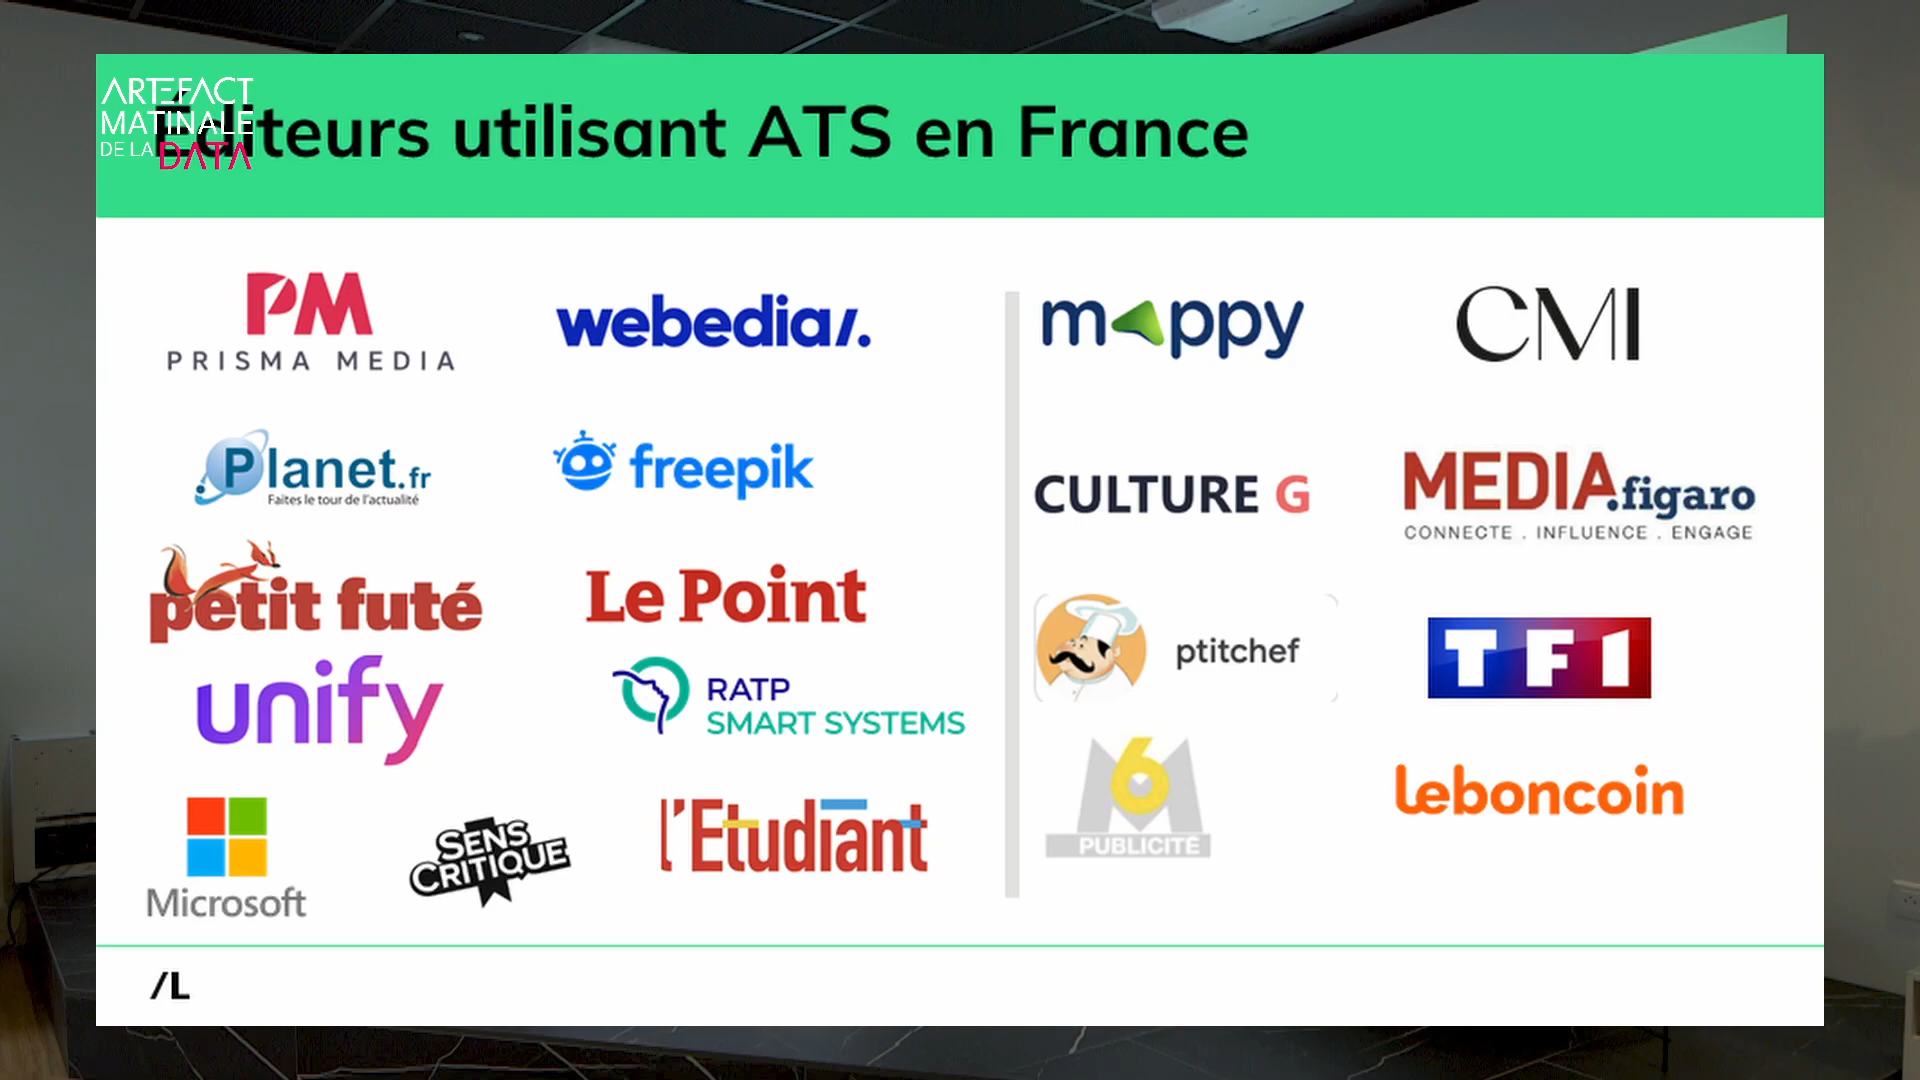 ARTEFACT
MATINALE
DE LA DATA
Éditeurs utilisant ATS en France
PM
PRISMA MEDIA
webedia/.
mappy
CMI
Planet.fr
Faites le tour de l'actualité
freepik
CULTURE G
MEDIA.figaro
CONNECTE . INFLUENCE . ENGAGE
petit futé
Le Point
ptitchef
TF1
unify
RATP
SMART SYSTEMS
M6
PUBLICITÉ
leboncoin
Microsoft
SENS
CRITIQUE
l'Etudiant
/L